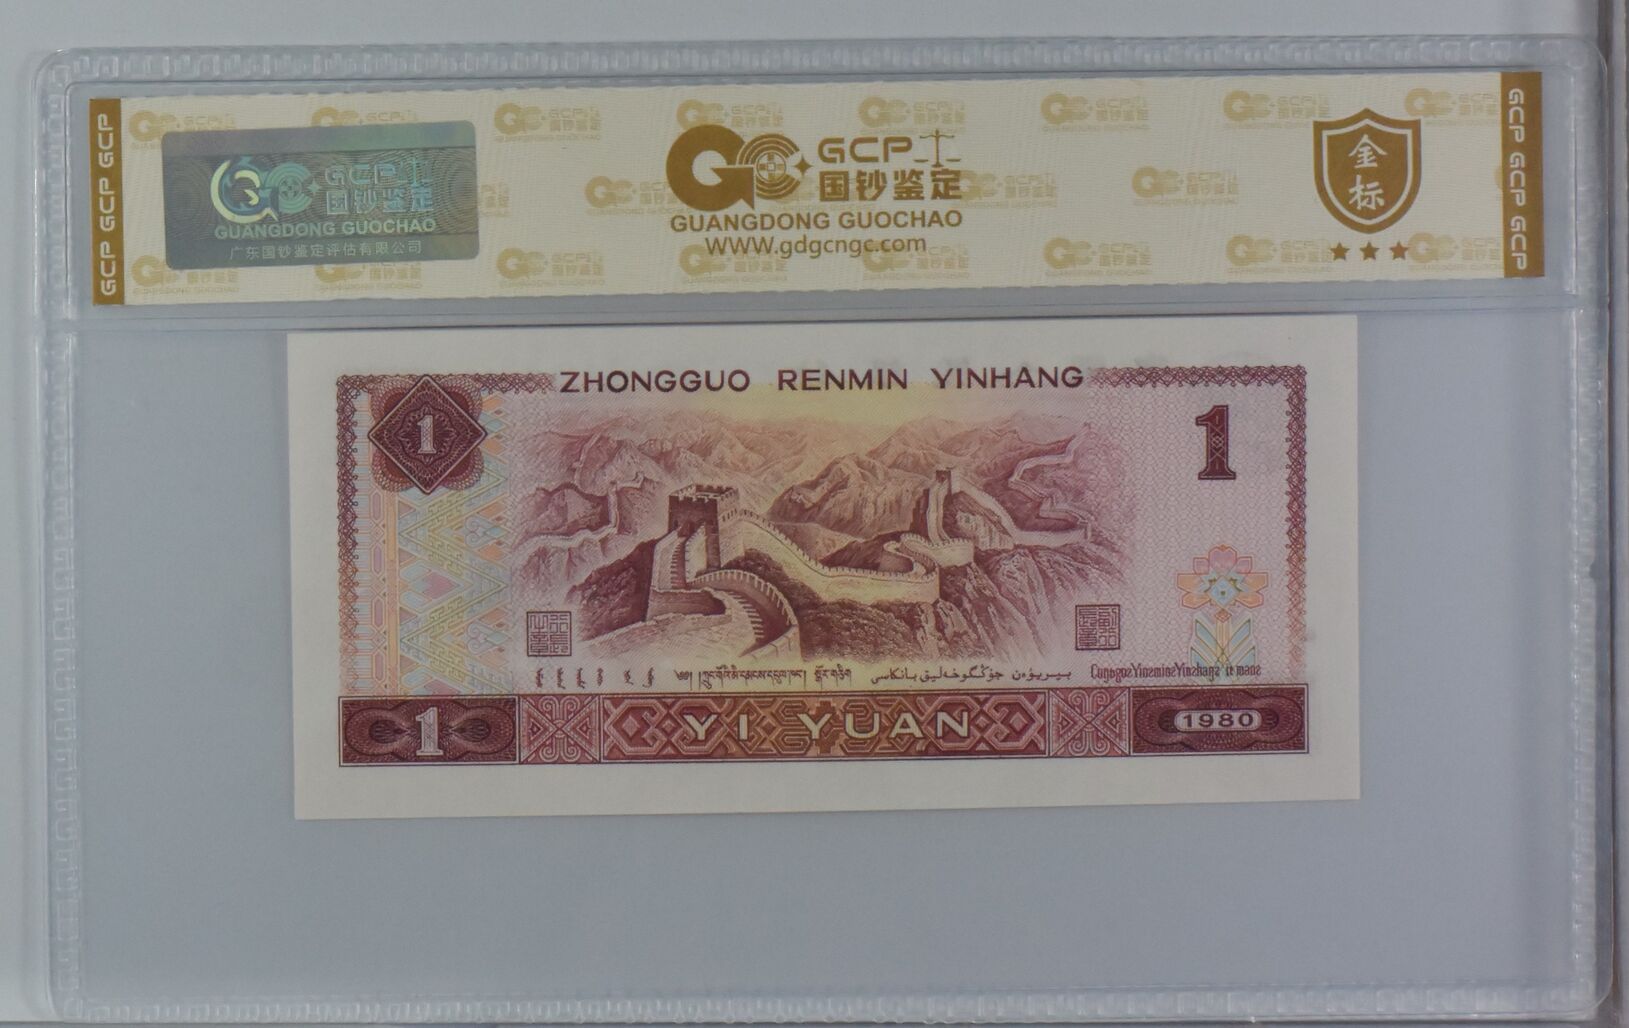 GCP GCP GCP
GCP
国钞鉴定
GUANGDONG GUOCHAO
广东国钞鉴定评估有限公司
GCP
国钞鉴定
GUANGDONG GUOCHAO
WWW.gdgcngc.com
金
标
GCP GCP GCP
ZHONGGUO RENMIN YINHANG
1
1
1
YI YUAN
1980